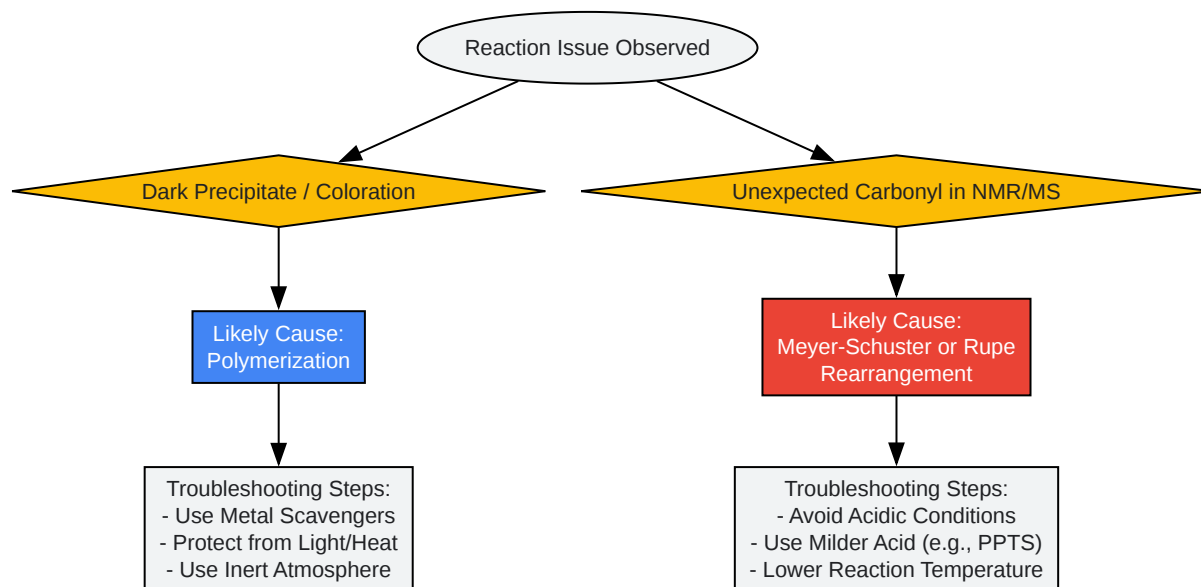 Reaction Issue Observed
Dark Precipitate / Coloration
Unexpected Carbonyl in NMR/MS
Likely Cause:
Polymerization
Likely Cause:
Meyer-Schuster or Rupe
Rearrangement
Troubleshooting Steps:
- Use Metal Scavengers
- Protect from Light/Heat
- Use Inert Atmosphere
Troubleshooting Steps:
- Avoid Acidic Conditions
- Use Milder Acid (e.g., PPTS)
- Lower Reaction Temperature